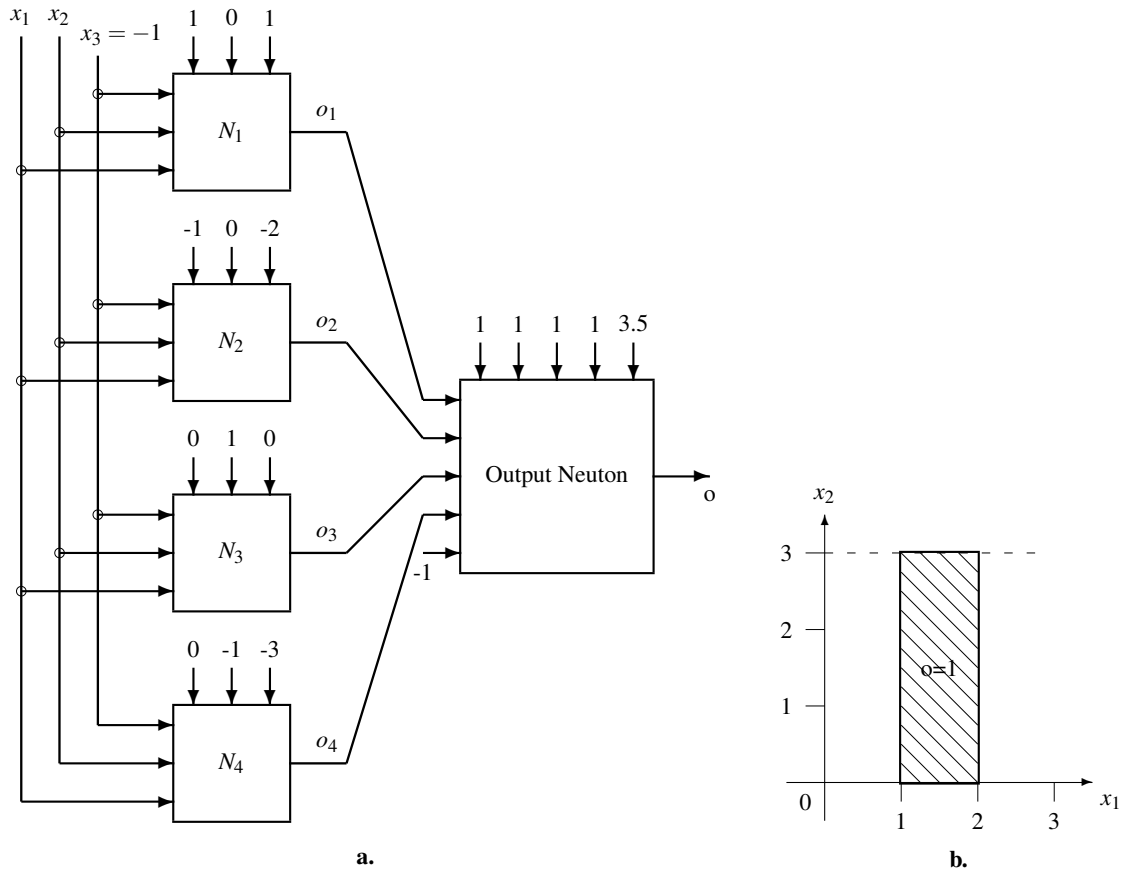 x₁ x₂
x₃ = −1
1 0 1
N₁
o₁
-1 0 -2
N₂
o₂
0 1 0
N₃
o₃
0 -1 -3
N₄
o₄
1 1 1 1 3.5
Output Neuton
-1
o
a.
x₂
3
2
1
o=1
0
1 2 3
x₁
b.